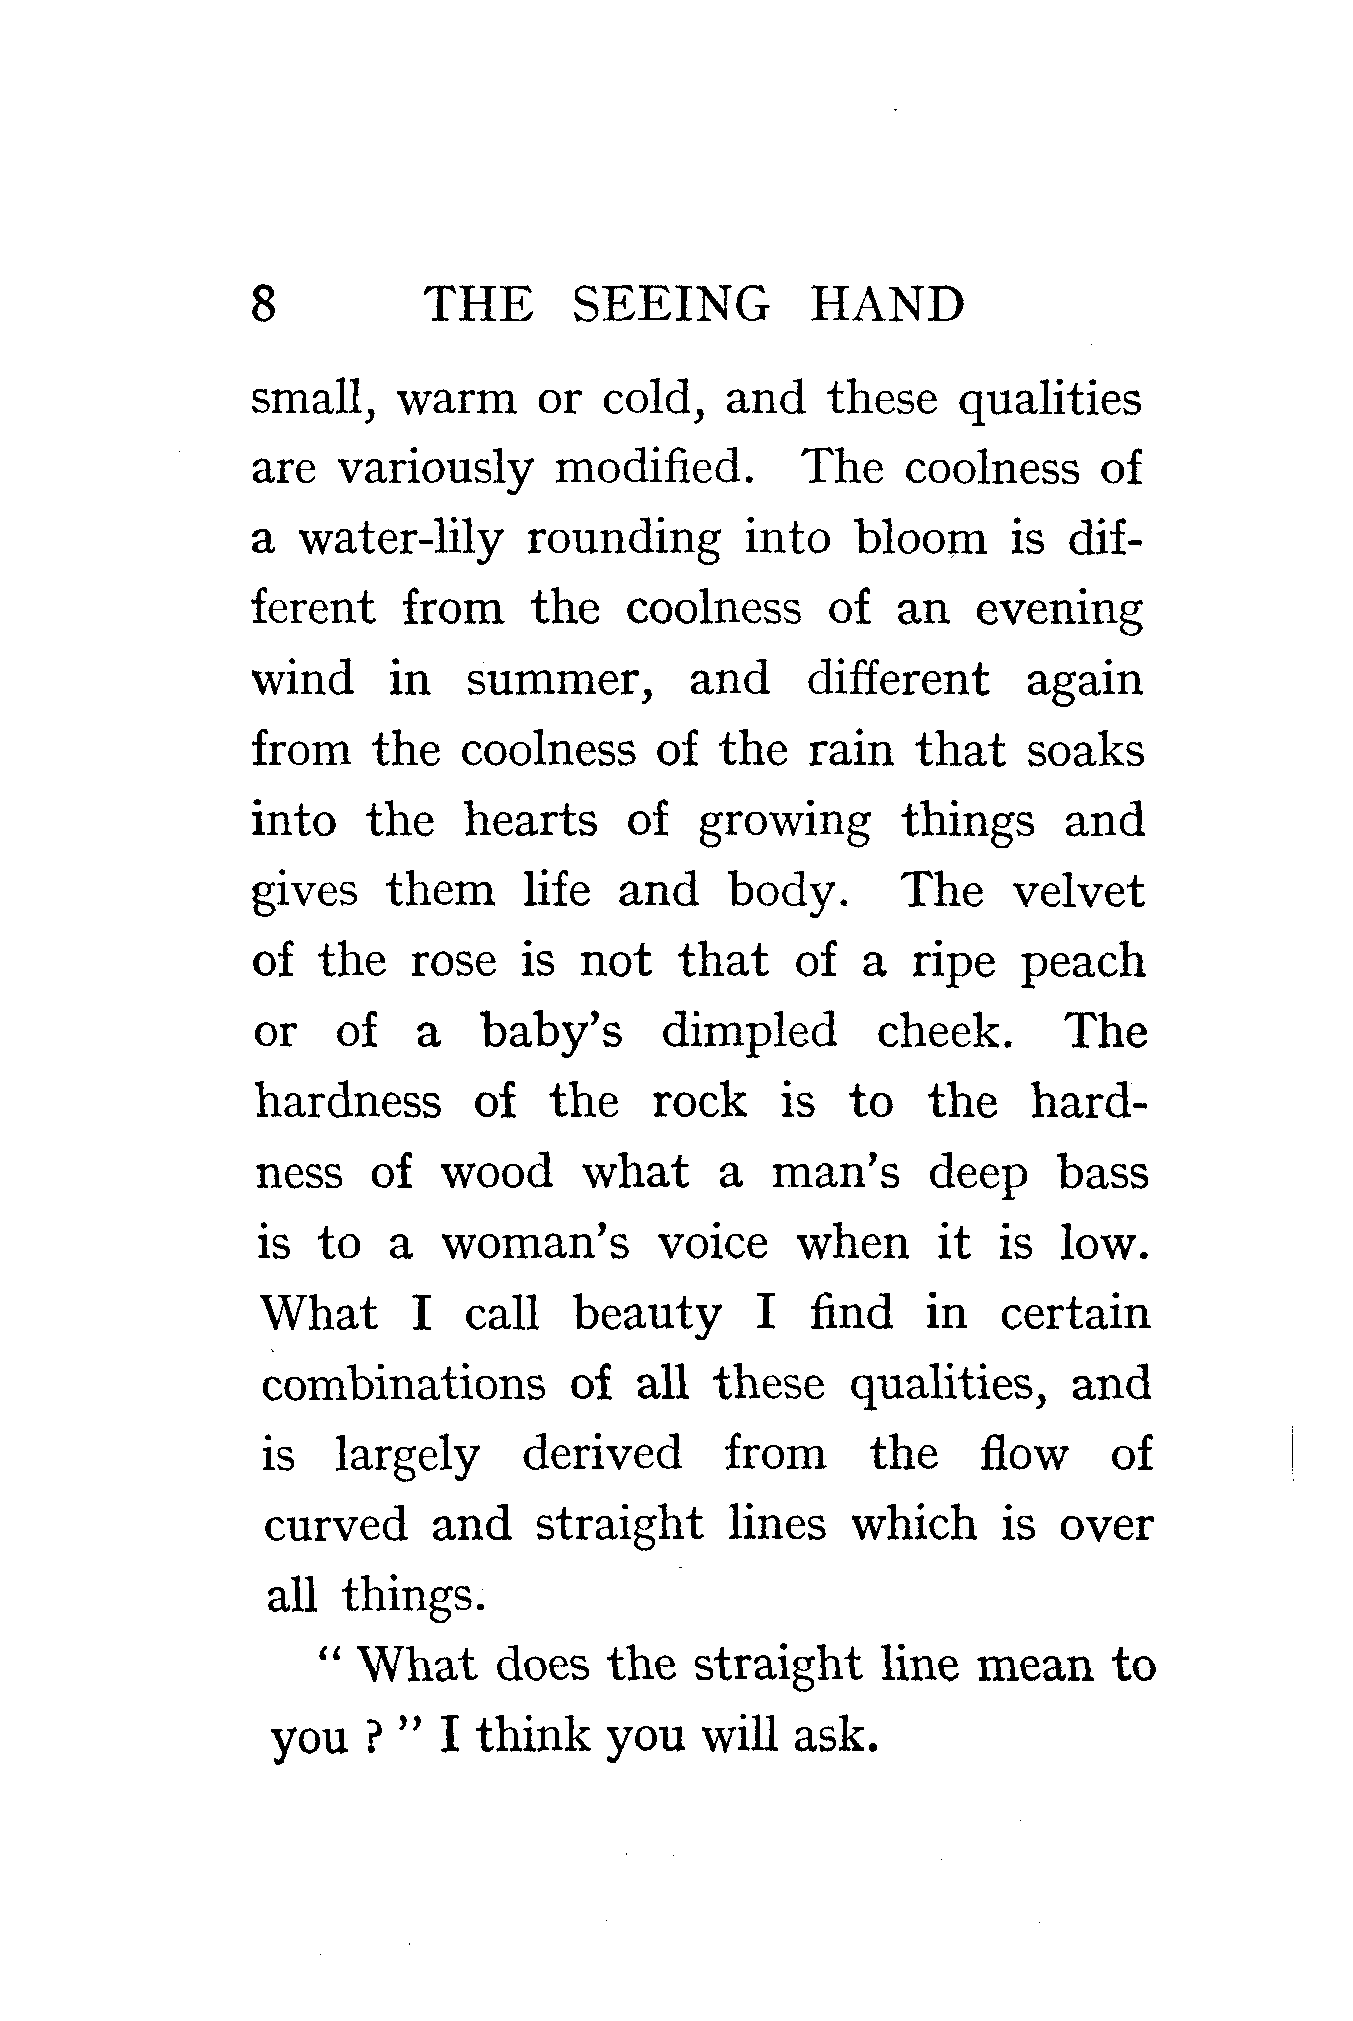 8 THE SEEING HAND
small, warm or cold, and these qualities
are variously modified. The coolness of
a water-lily rounding into bloom is dif-
ferent from the coolness of an evening
wind in summer, and different again
from the coolness of the rain that soaks
into the hearts of growing things and
gives them life and body. The velvet
of the rose is not that of a ripe peach
or of a baby's dimpled cheek. The
hardness of the rock is to the hard-
ness of wood what a man's deep bass
is to a woman's voice when it is low.
What I call beauty I find in certain
combinations of all these qualities, and
is largely derived from the flow of
curved and straight lines which is over
all things.
“ What does the straight line mean to
you ? ” I think you will ask.